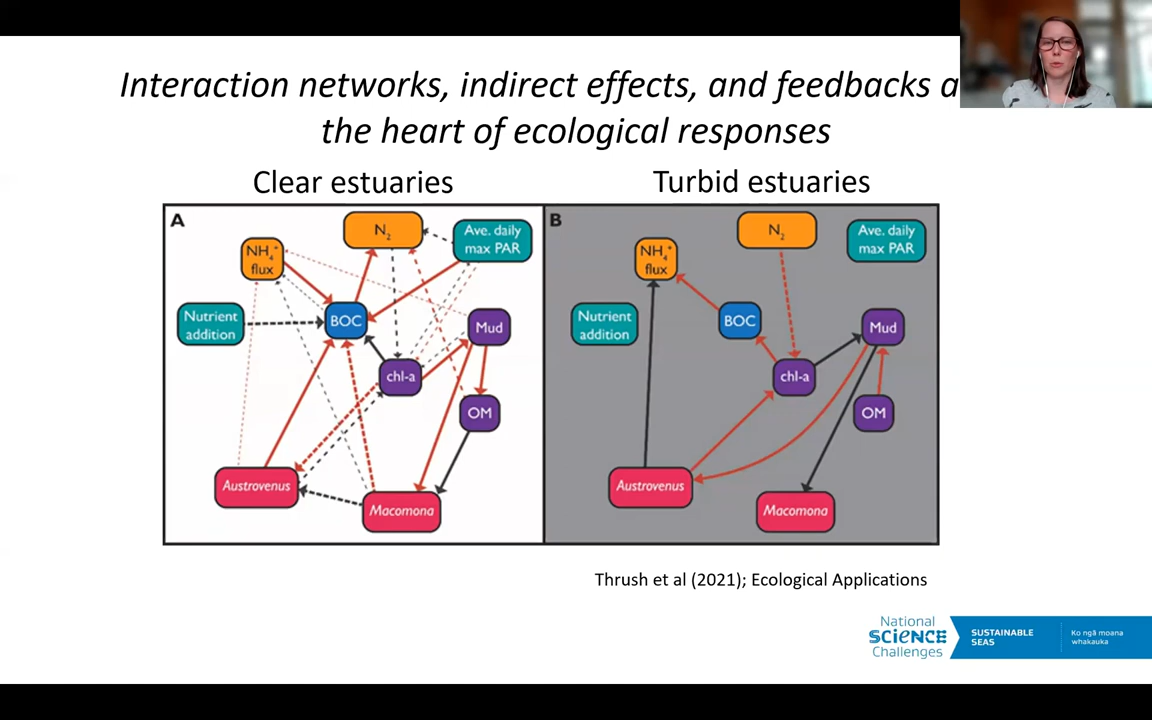 Interaction networks, indirect effects, and feedbacks
the heart of ecological responses
Clear estuaries
Turbid estuaries
A
N2
Ave. daily
max PAR
NH4+
flux
Nutrient
addition
BOC
Mud
chl-a
OM
Austrovenus
Macomona
B
N2
Ave. daily
max PAR
NH4+
flux
Nutrient
addition
BOC
Mud
chl-a
OM
Austrovenus
Macomona
Thrush et al (2021); Ecological Applications
National
SCiENCE
Challenges
SUSTAINABLE
SEAS
Ko ngā moana
whakauka